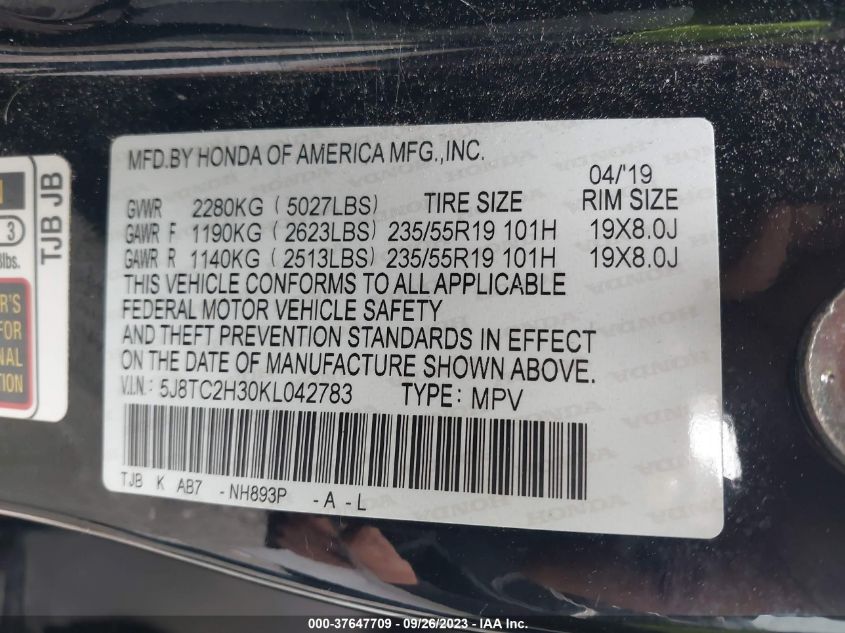 MFD.BY HONDA OF AMERICA MFG.,INC.
04/'19
GVWR 2280KG (5027LBS) TIRE SIZE RIM SIZE
GAWR F 1190KG (2623LBS) 235/55R19 101H 19X8.0J
GAWR R 1140KG (2513LBS) 235/55R19 101H 19X8.0J
THIS VEHICLE CONFORMS TO ALL APPLICABLE
FEDERAL MOTOR VEHICLE SAFETY
AND THEFT PREVENTION STANDARDS IN EFFECT
ON THE DATE OF MANUFACTURE SHOWN ABOVE.
V.I.N.: 5J8TC2H30KL042783 TYPE: MPV
TJB K AB7 -NH893P -A-L
TJB JB
3
lbs.
FOR
000-37647709 - 09/26/2023 - IAA Inc.